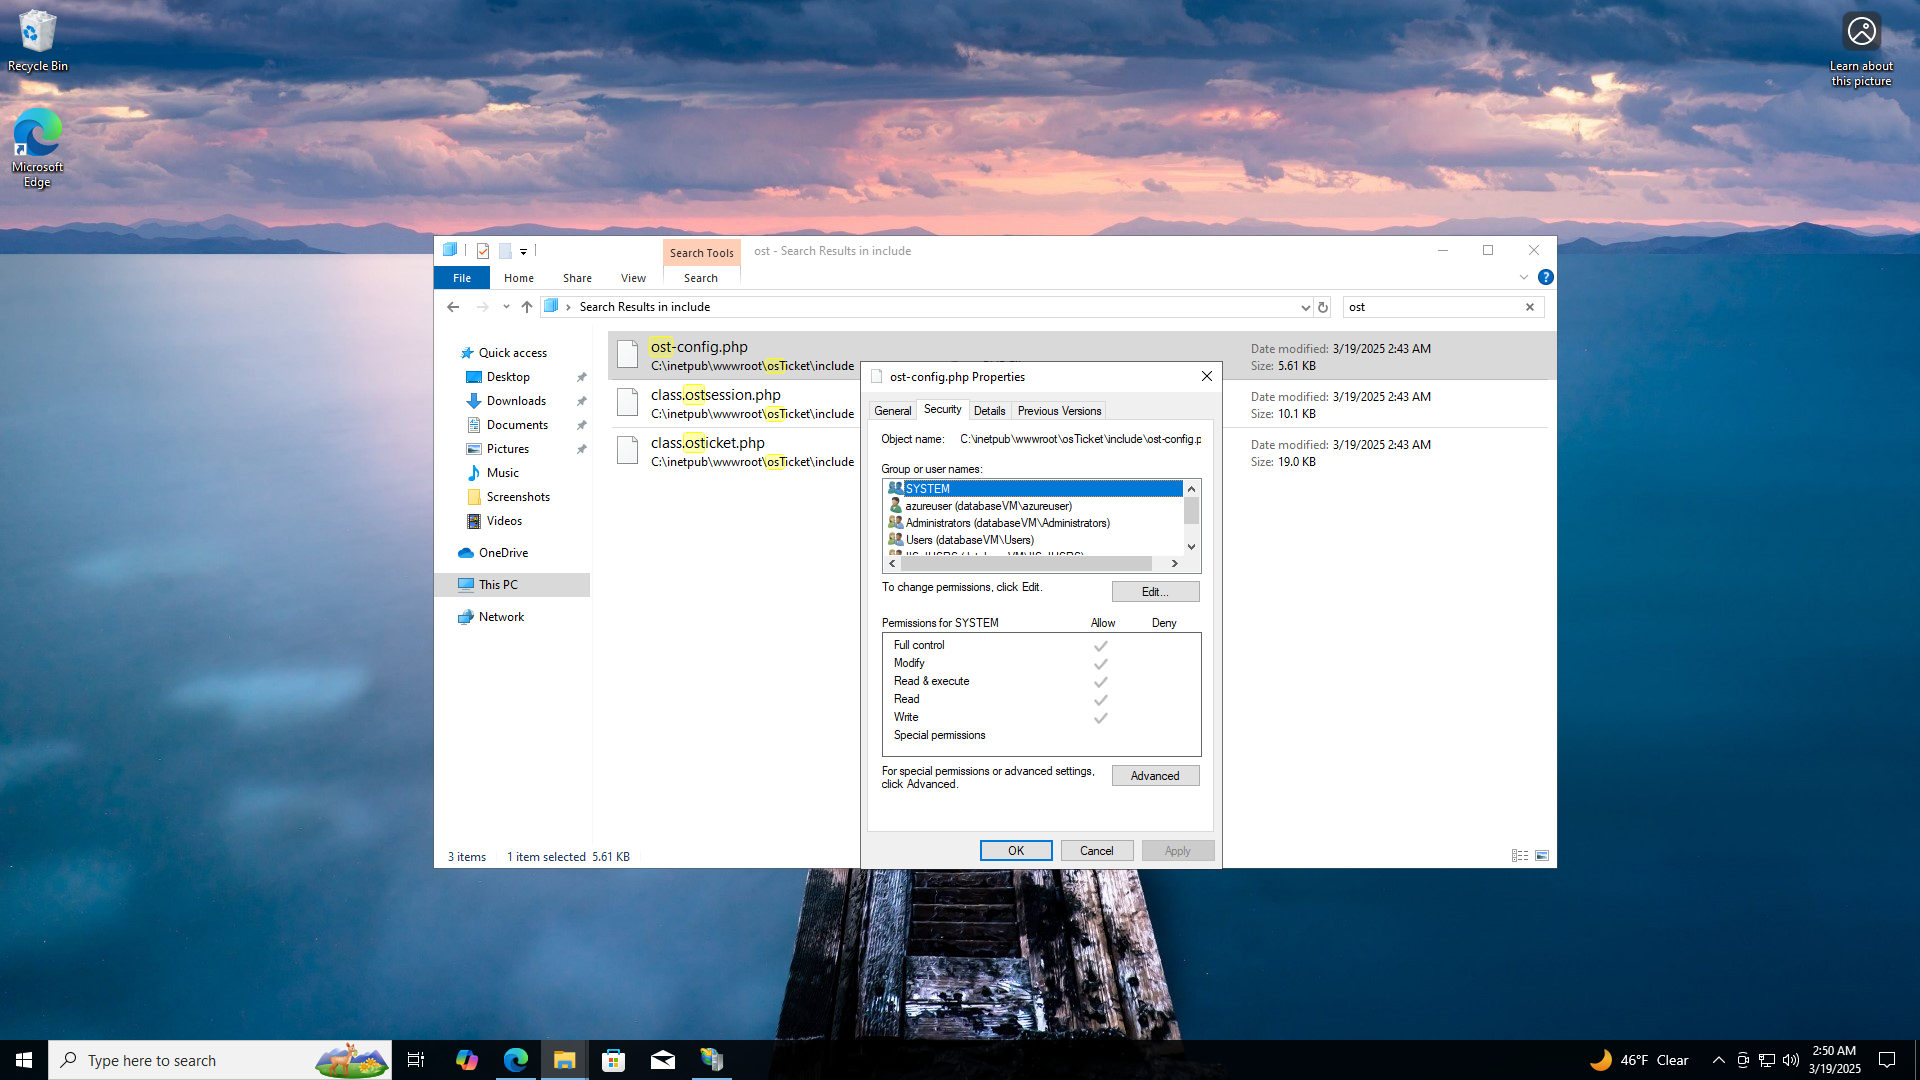 Recycle Bin
Microsoft
Edge
Learn about
this picture
Search Tools
ost - Search Results in include
File
Home
Share
View
Search
Search Results in include
ost
Quick access
Desktop
Downloads
Documents
Pictures
Music
Screenshots
Videos
OneDrive
This PC
Network
ost-config.php
C:\inetpub\wwwroot\osTicket\include
Date modified: 3/19/2025 2:43 AM
Size: 5.61 KB
class.ostsession.php
C:\inetpub\wwwroot\osTicket\include
Date modified: 3/19/2025 2:43 AM
Size: 10.1 KB
class.osticket.php
C:\inetpub\wwwroot\osTicket\include
Date modified: 3/19/2025 2:43 AM
Size: 19.0 KB
ost-config.php Properties
General
Security
Details
Previous Versions
Object name: C:\inetpub\wwwroot\osTicket\include\ost-config.p
Group or user names:
SYSTEM
azureuser (databaseVM\azureuser)
Administrators (databaseVM\Administrators)
Users (databaseVM\Users)
To change permissions, click Edit.
Edit...
Permissions for SYSTEM
Allow
Deny
Full control
Modify
Read & execute
Read
Write
Special permissions
For special permissions or advanced settings,
click Advanced.
Advanced
OK
Cancel
Apply
3 items
1 item selected 5.61 KB
Type here to search
46°F Clear
2:50 AM
3/19/2025